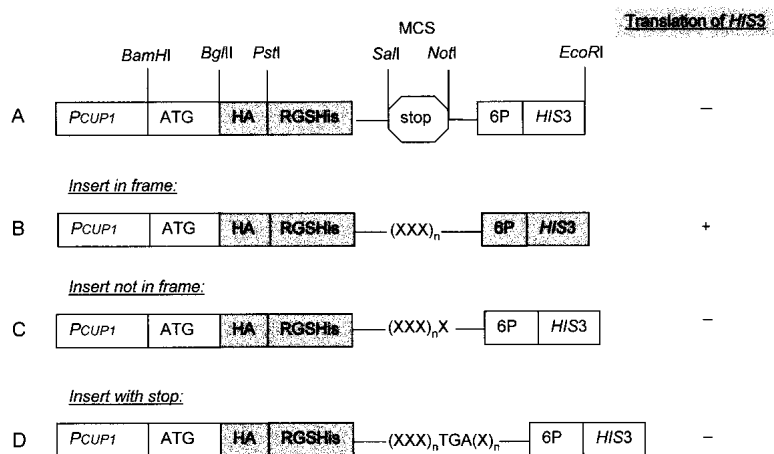 Translation of HIS3
MCS
BamHI BglII PstI SalI NotI EcoRI
A PCUP1 ATG HA RGSHis stop 6P HIS3 –
Insert in frame:
B PCUP1 ATG HA RGSHis (XXX)n 6P HIS3 +
Insert not in frame:
C PCUP1 ATG HA RGSHis (XXX)nX 6P HIS3 –
Insert with stop:
D PCUP1 ATG HA RGSHis (XXX)nTGA(X)n 6P HIS3 –